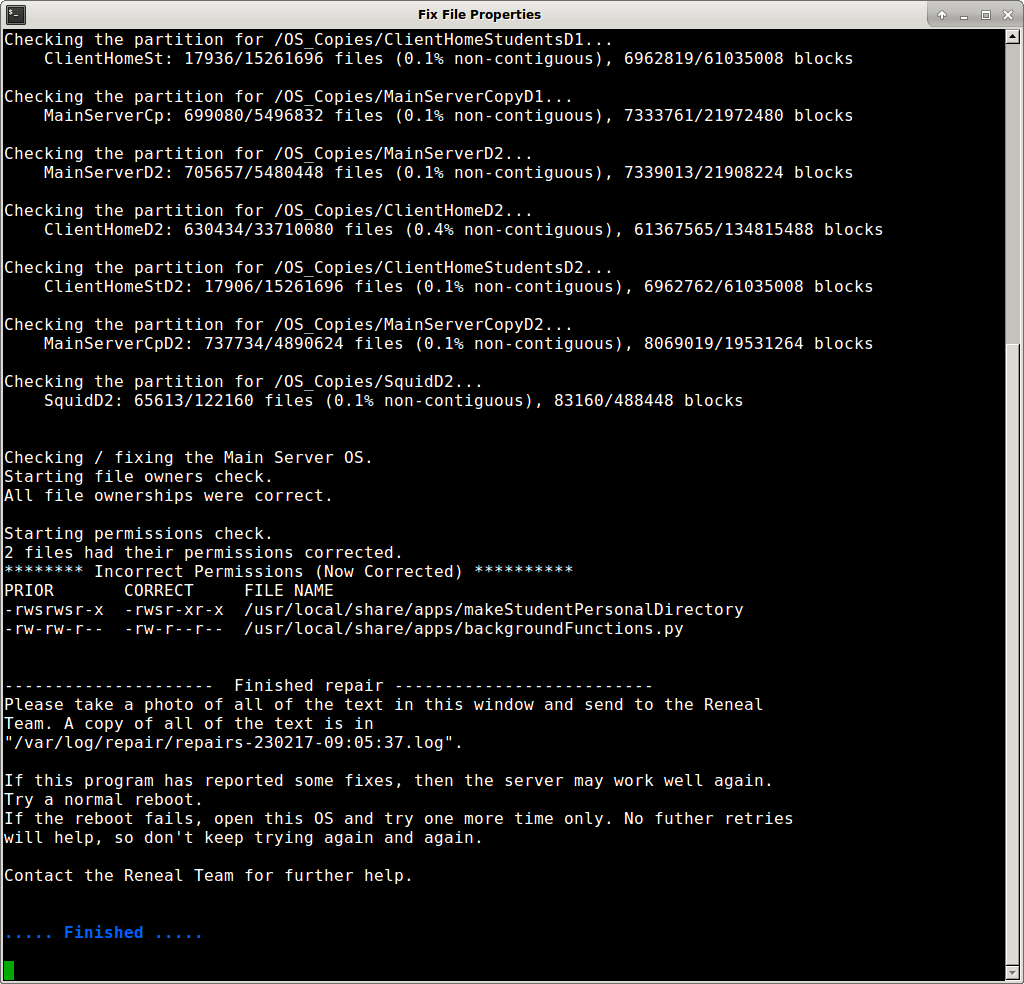 Fix File Properties
Checking the partition for /OS_Copies/ClientHomeStudentsD1...
    ClientHomeSt: 17936/15261696 files (0.1% non-contiguous), 6962819/61035008 blocks

Checking the partition for /OS_Copies/MainServerCopyD1...
    MainServerCp: 699080/5496832 files (0.1% non-contiguous), 7333761/21972480 blocks

Checking the partition for /OS_Copies/MainServerD2...
    MainServerD2: 705657/5480448 files (0.1% non-contiguous), 7339013/21908224 blocks

Checking the partition for /OS_Copies/ClientHomeD2...
    ClientHomeD2: 630434/33710080 files (0.4% non-contiguous), 61367565/134815488 blocks

Checking the partition for /OS_Copies/ClientHomeStudentsD2...
    ClientHomeStD2: 17906/15261696 files (0.1% non-contiguous), 6962762/61035008 blocks

Checking the partition for /OS_Copies/MainServerCopyD2...
    MainServerCpD2: 737734/4890624 files (0.1% non-contiguous), 8069019/19531264 blocks

Checking the partition for /OS_Copies/SquidD2...
    SquidD2: 65613/122160 files (0.1% non-contiguous), 83160/488448 blocks


Checking / fixing the Main Server OS.
Starting file owners check.
All file ownerships were correct.

Starting permissions check.
2 files had their permissions corrected.
******** Incorrect Permissions (Now Corrected) **********
PRIOR       CORRECT     FILE NAME
-rwsrwsr-x  -rwsr-xr-x  /usr/local/share/apps/makeStudentPersonalDirectory
-rw-rw-r--  -rw-r--r--  /usr/local/share/apps/backgroundFunctions.py


---------------------  Finished repair --------------------------
Please take a photo of all of the text in this window and send to the Reneal
Team. A copy of all of the text is in
"/var/log/repair/repairs-230217-09:05:37.log".

If this program has reported some fixes, then the server may work well again.
Try a normal reboot.
If the reboot fails, open this OS and try one more time only. No futher retries
will help, so don't keep trying again and again.

Contact the Reneal Team for further help.


..... Finished .....